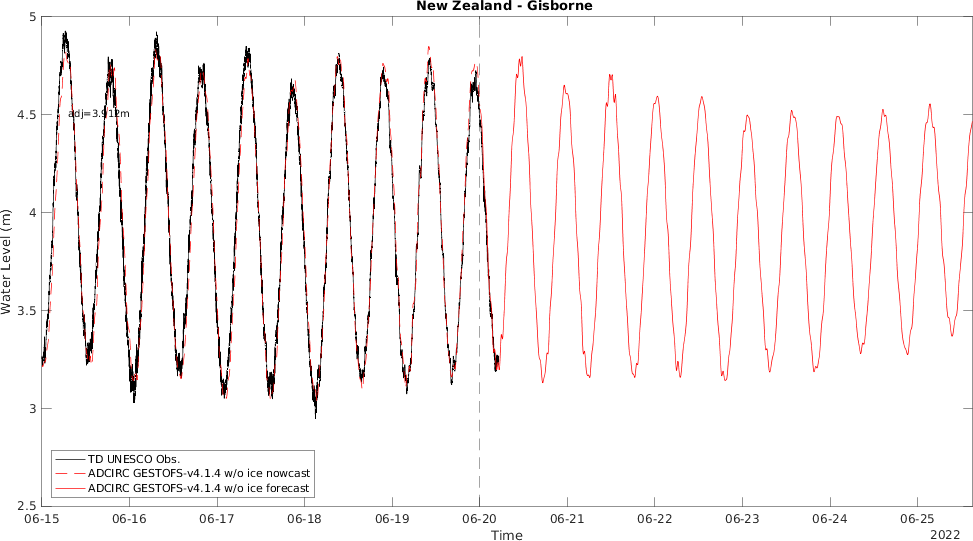 New Zealand - Gisborne
5
4.5
4
3.5
3
2.5
Water Level (m)
adj=3.912m
TD UNESCO Obs.
ADCIRC GESTOFS-v4.1.4 w/o ice nowcast
ADCIRC GESTOFS-v4.1.4 w/o ice forecast
06-15 06-16 06-17 06-18 06-19 06-20 06-21 06-22 06-23 06-24 06-25
Time
2022